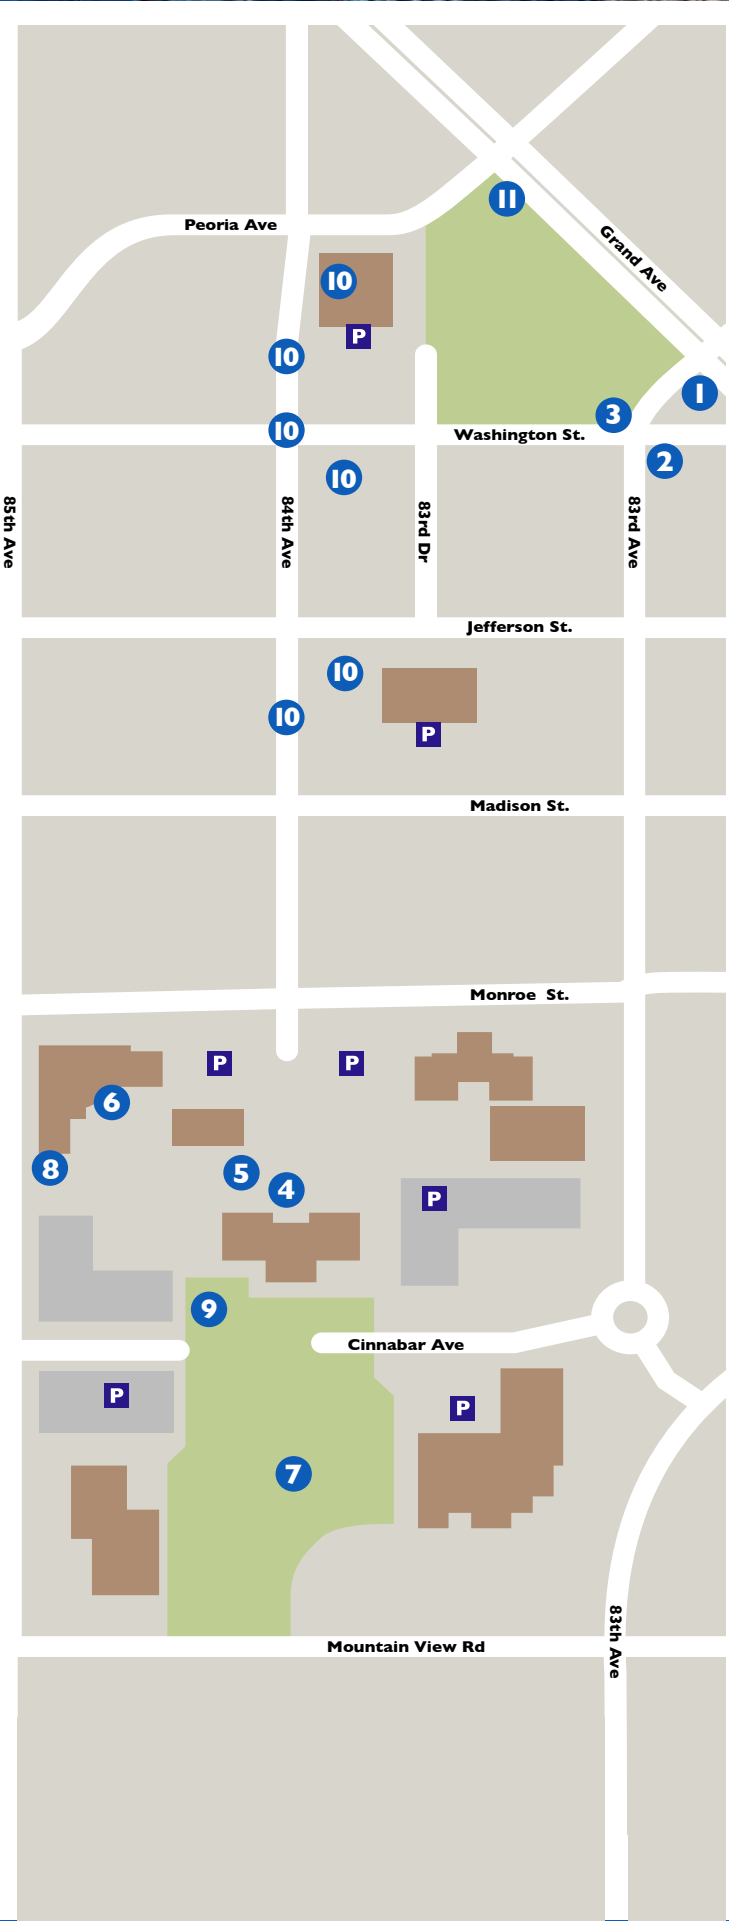 11
Peoria Ave
Grand Ave
10
P
10
1
3
10
Washington St.
2
10
85th Ave
84th Ave
83rd Dr
83rd Ave
Jefferson St.
10
10
P
Madison St.
Monroe St.
P
P
6
8
5
4
P
9
Cinnabar Ave
P
P
7
83th Ave
Mountain View Rd